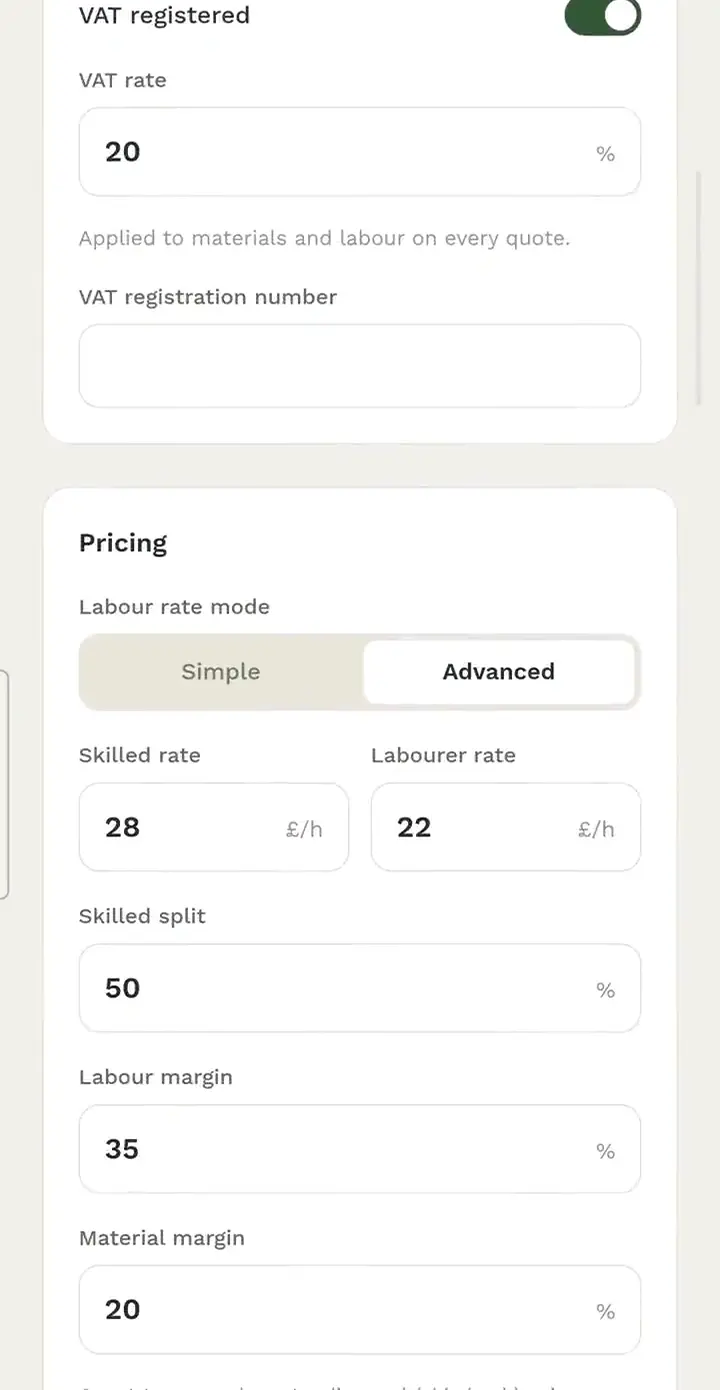 VAT registered
VAT rate
20 %
Applied to materials and labour on every quote.
VAT registration number
Pricing
Labour rate mode
Simple Advanced
Skilled rate Labourer rate
28 £/h 22 £/h
Skilled split
50 %
Labour margin
35 %
Material margin
20 %